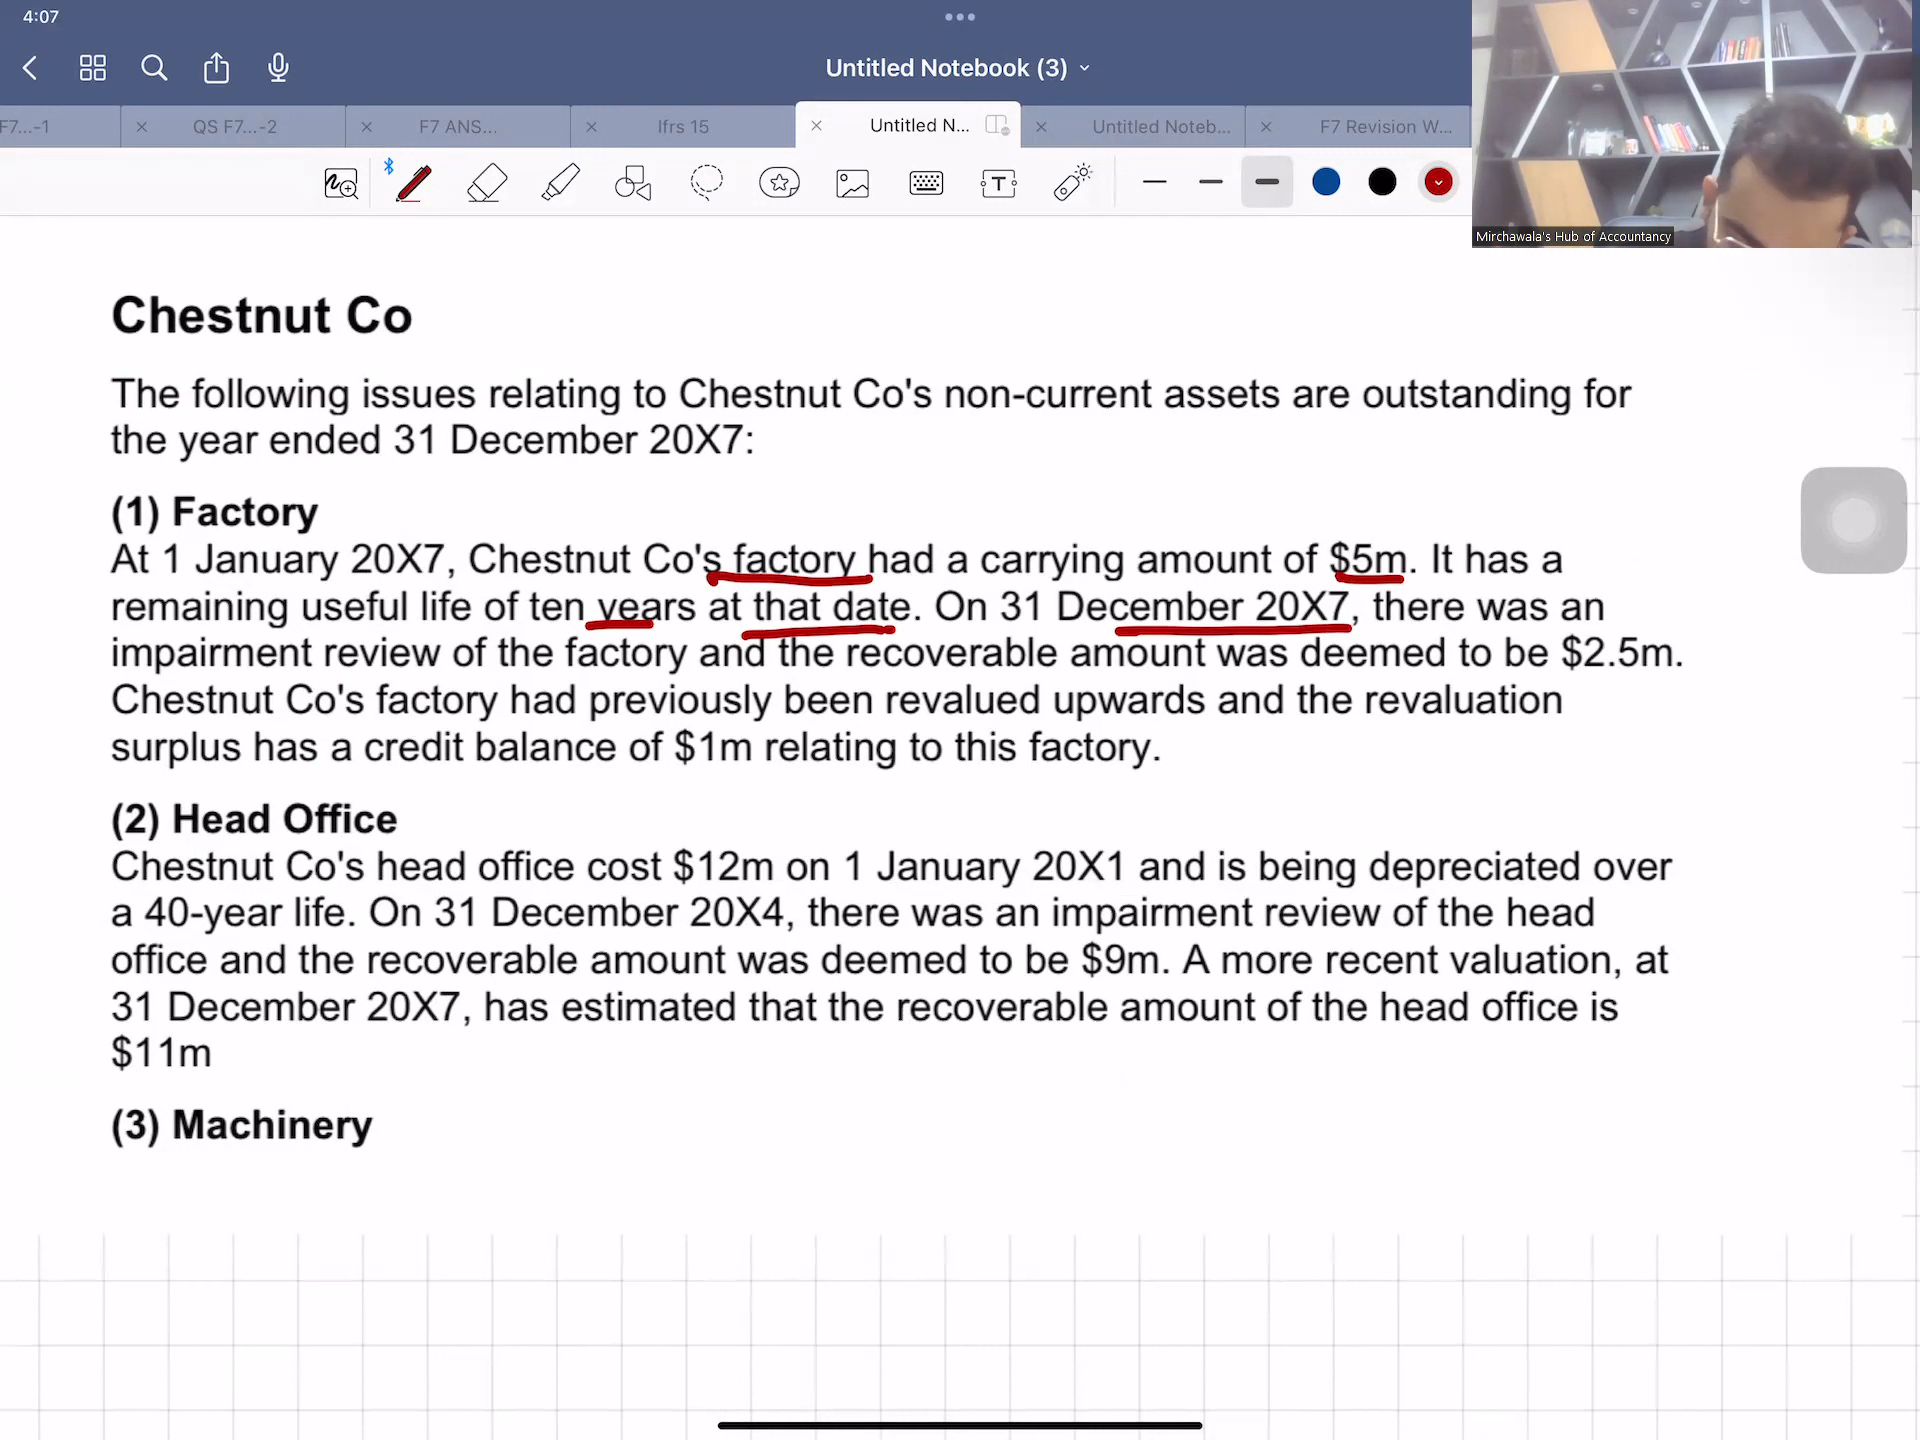 4:07
Untitled Notebook (3)
F7...-1
QS F7...-2
F7 ANS...
Ifrs 15
Untitled N...
Untitled Noteb...
F7 Revision W...
T
Mirchawala's Hub of Accountancy
Chestnut Co
The following issues relating to Chestnut Co's non-current assets are outstanding for
the year ended 31 December 20X7:
(1) Factory
At 1 January 20X7, Chestnut Co's factory had a carrying amount of $5m. It has a
remaining useful life of ten years at that date. On 31 December 20X7, there was an
impairment review of the factory and the recoverable amount was deemed to be $2.5m.
Chestnut Co's factory had previously been revalued upwards and the revaluation
surplus has a credit balance of $1m relating to this factory.
(2) Head Office
Chestnut Co's head office cost $12m on 1 January 20X1 and is being depreciated over
a 40-year life. On 31 December 20X4, there was an impairment review of the head
office and the recoverable amount was deemed to be $9m. A more recent valuation, at
31 December 20X7, has estimated that the recoverable amount of the head office is
$11m
(3) Machinery